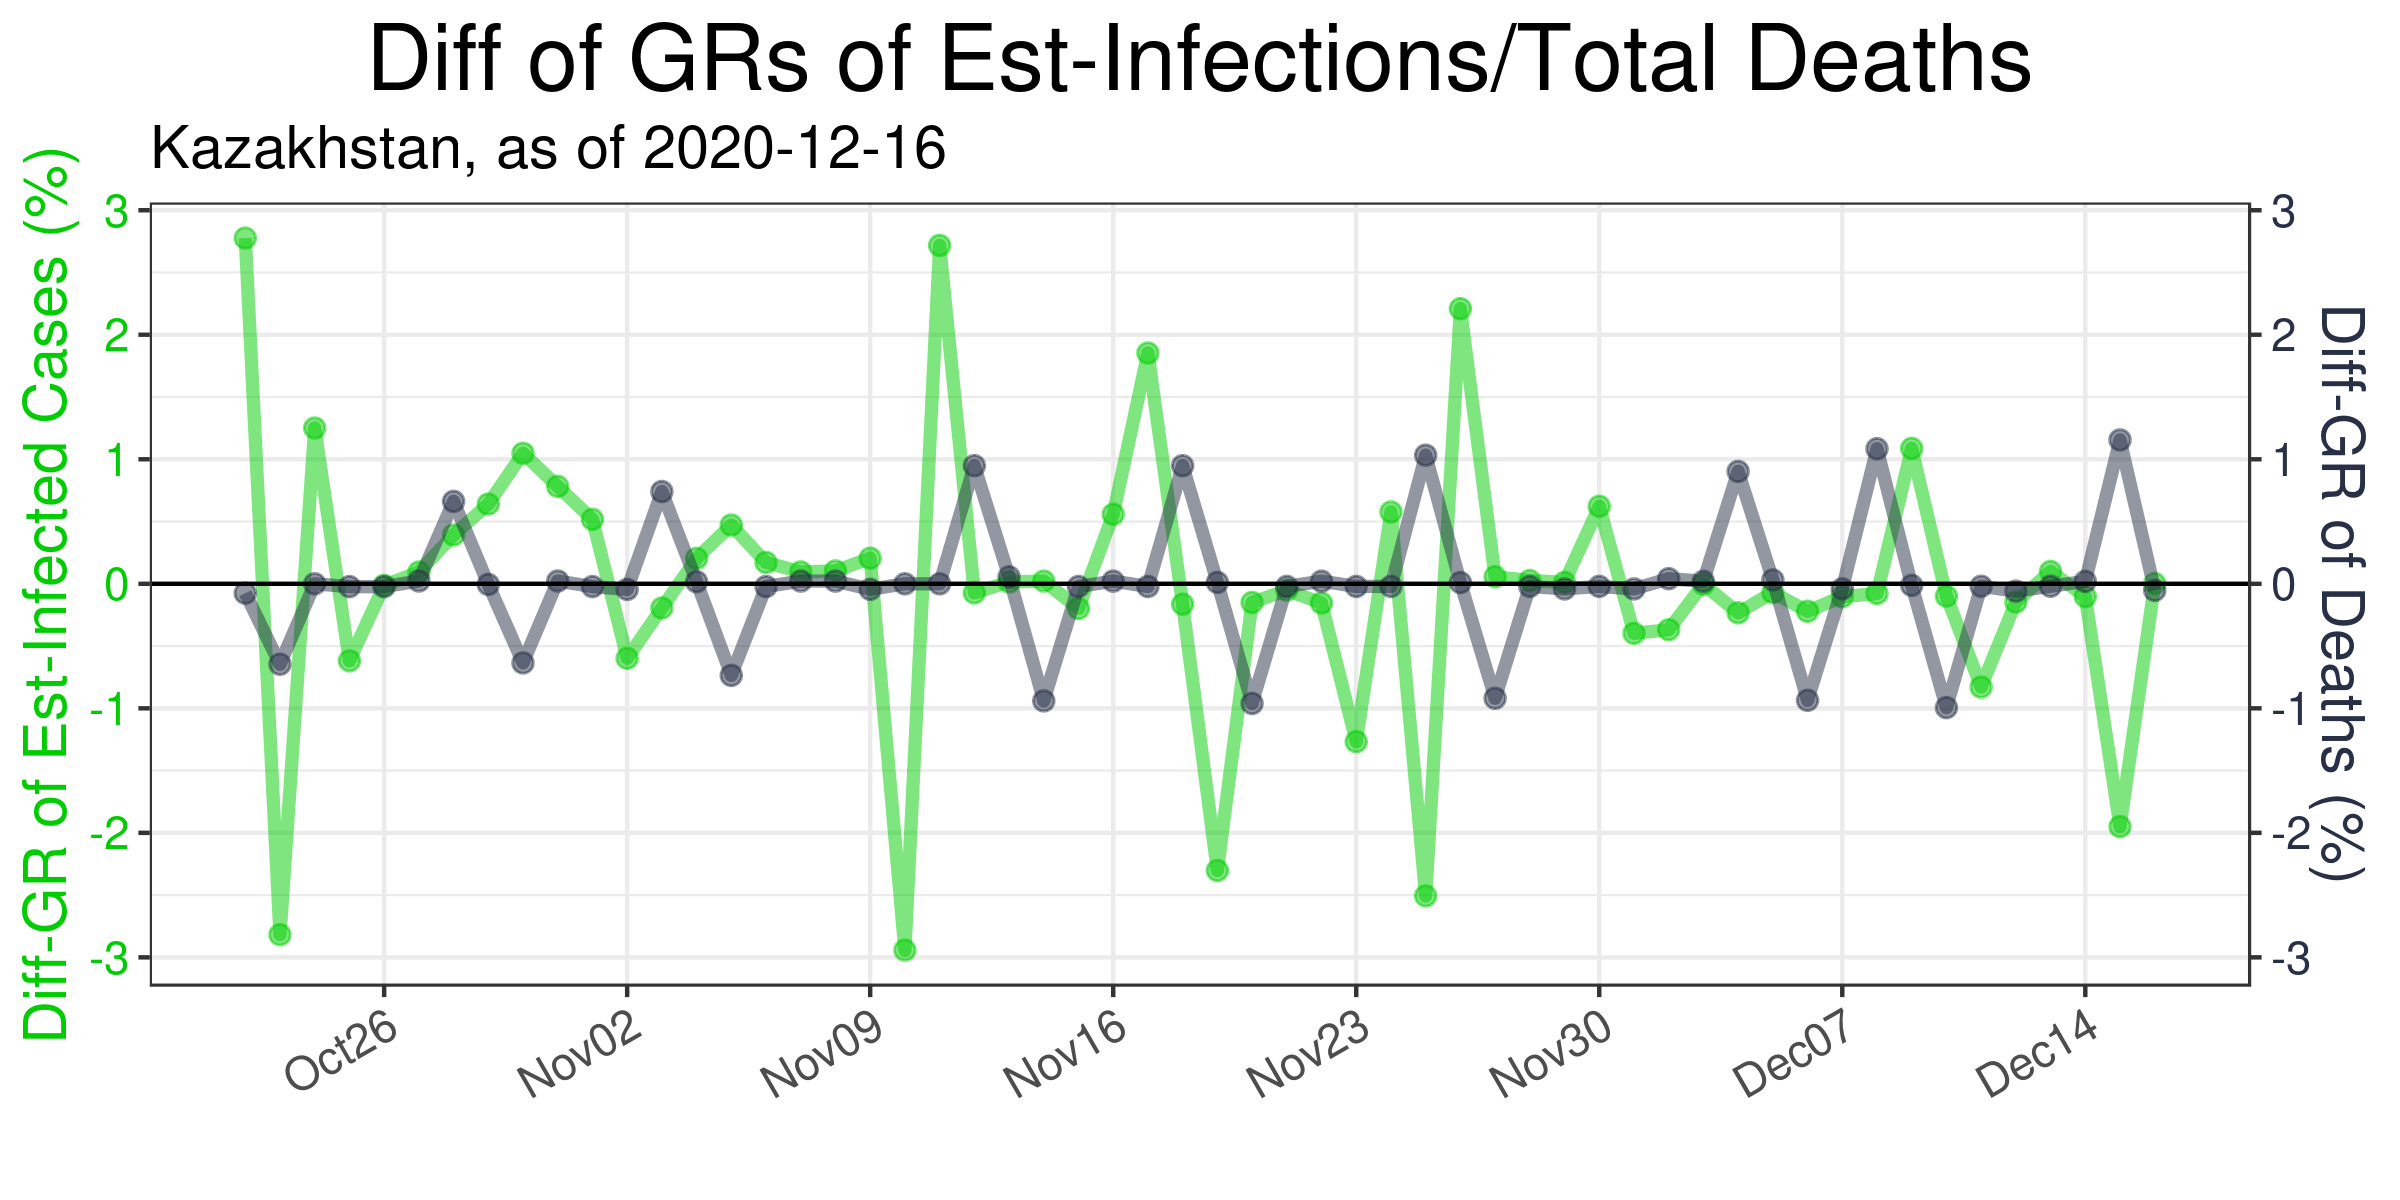 Diff of GRs of Est-Infections/Total Deaths
Kazakhstan, as of 2020-12-16
Diff-GR of Est-Infected Cases (%)
3
2
1
0
-1
-2
-3
3
2
1
0
-1
-2
-3
Diff-GR of Deaths (%)
Oct26
Nov02
Nov09
Nov16
Nov23
Nov30
Dec07
Dec14